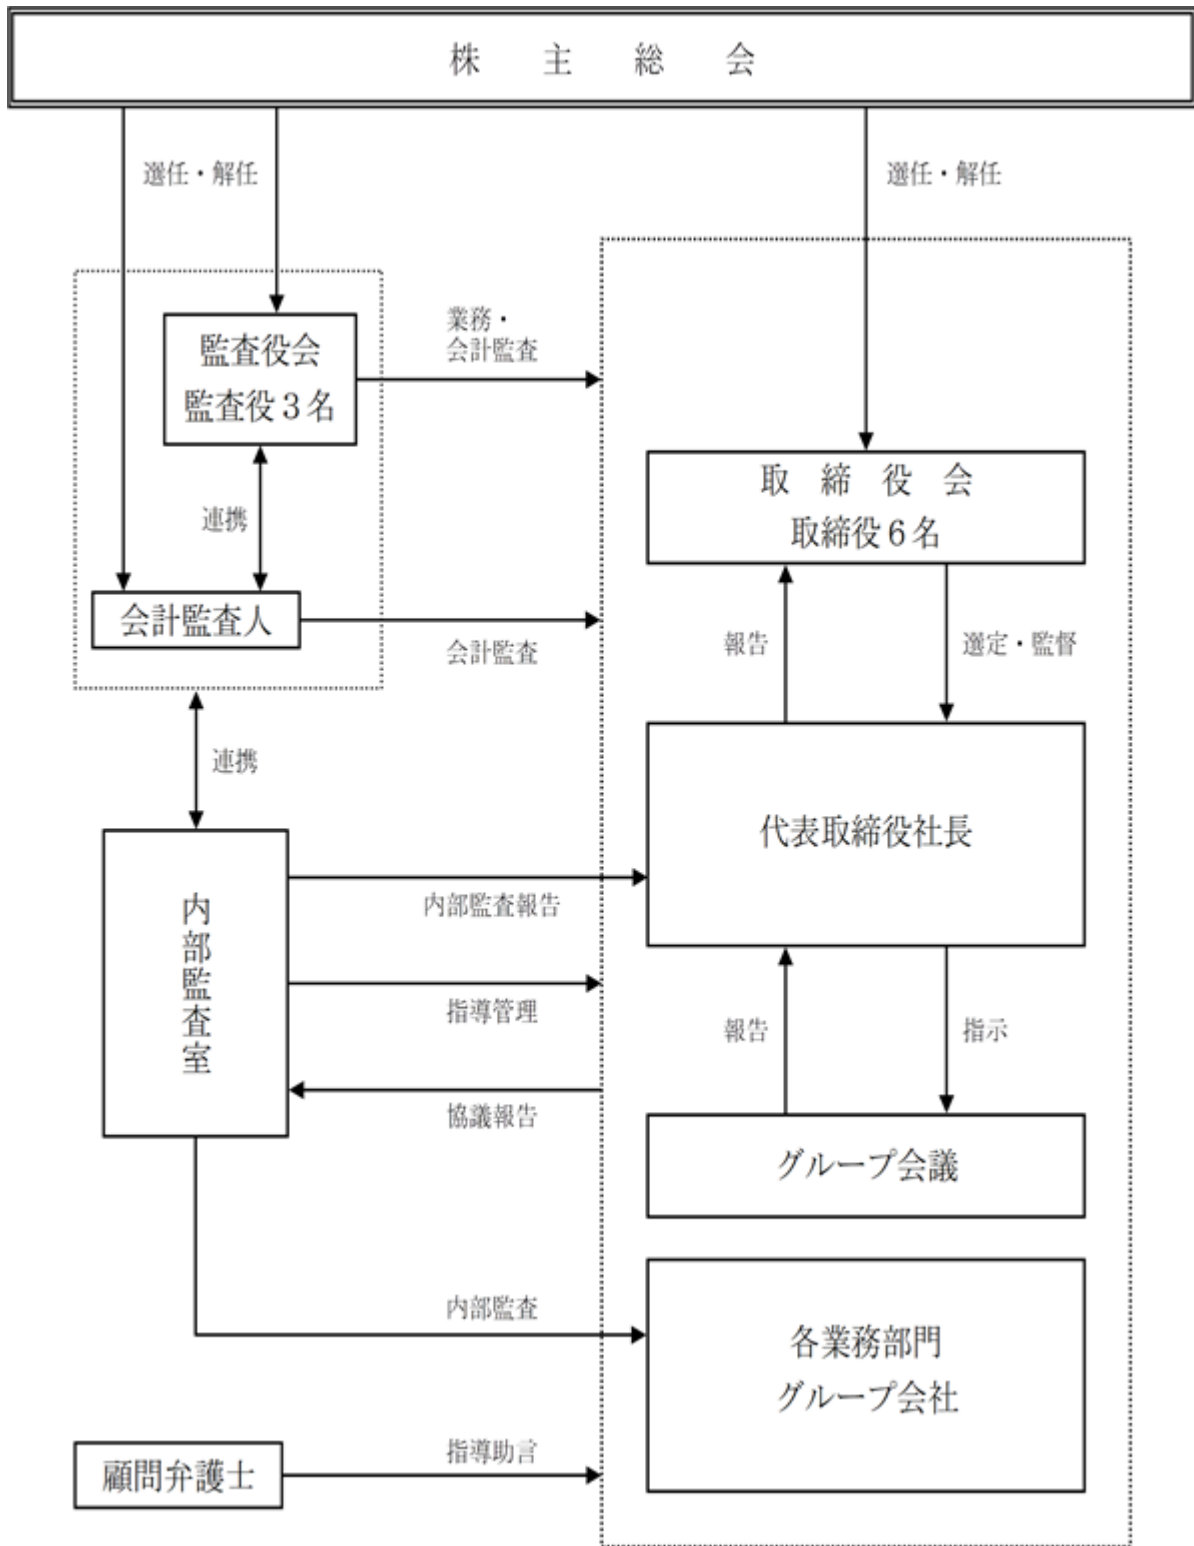 株主総会
選任・解任
選任・解任
監査役会
監査役3名
業務・
会計監査
連携
取締役会
取締役6名
会計監査人
会計監査
報告
選定・監督
連携
代表取締役社長
内部監査室
内部監査報告
指導管理
協議報告
報告
指示
グループ会議
内部監査
各業務部門
グループ会社
顧問弁護士
指導助言